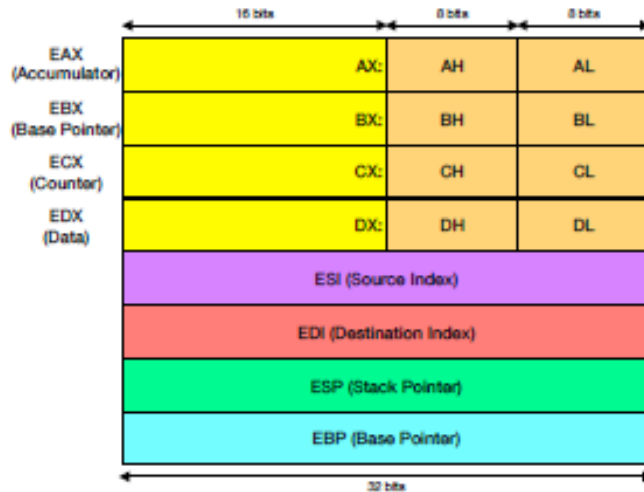 16 bits 8 bits 8 bits
EAX
(Accumulator)
AX: AH AL
EBX
(Base Pointer)
BX: BH BL
ECX
(Counter)
CX: CH CL
EDX
(Data)
DX: DH DL
ESI (Source Index)
EDI (Destination Index)
ESP (Stack Pointer)
EBP (Base Pointer)
32 bits